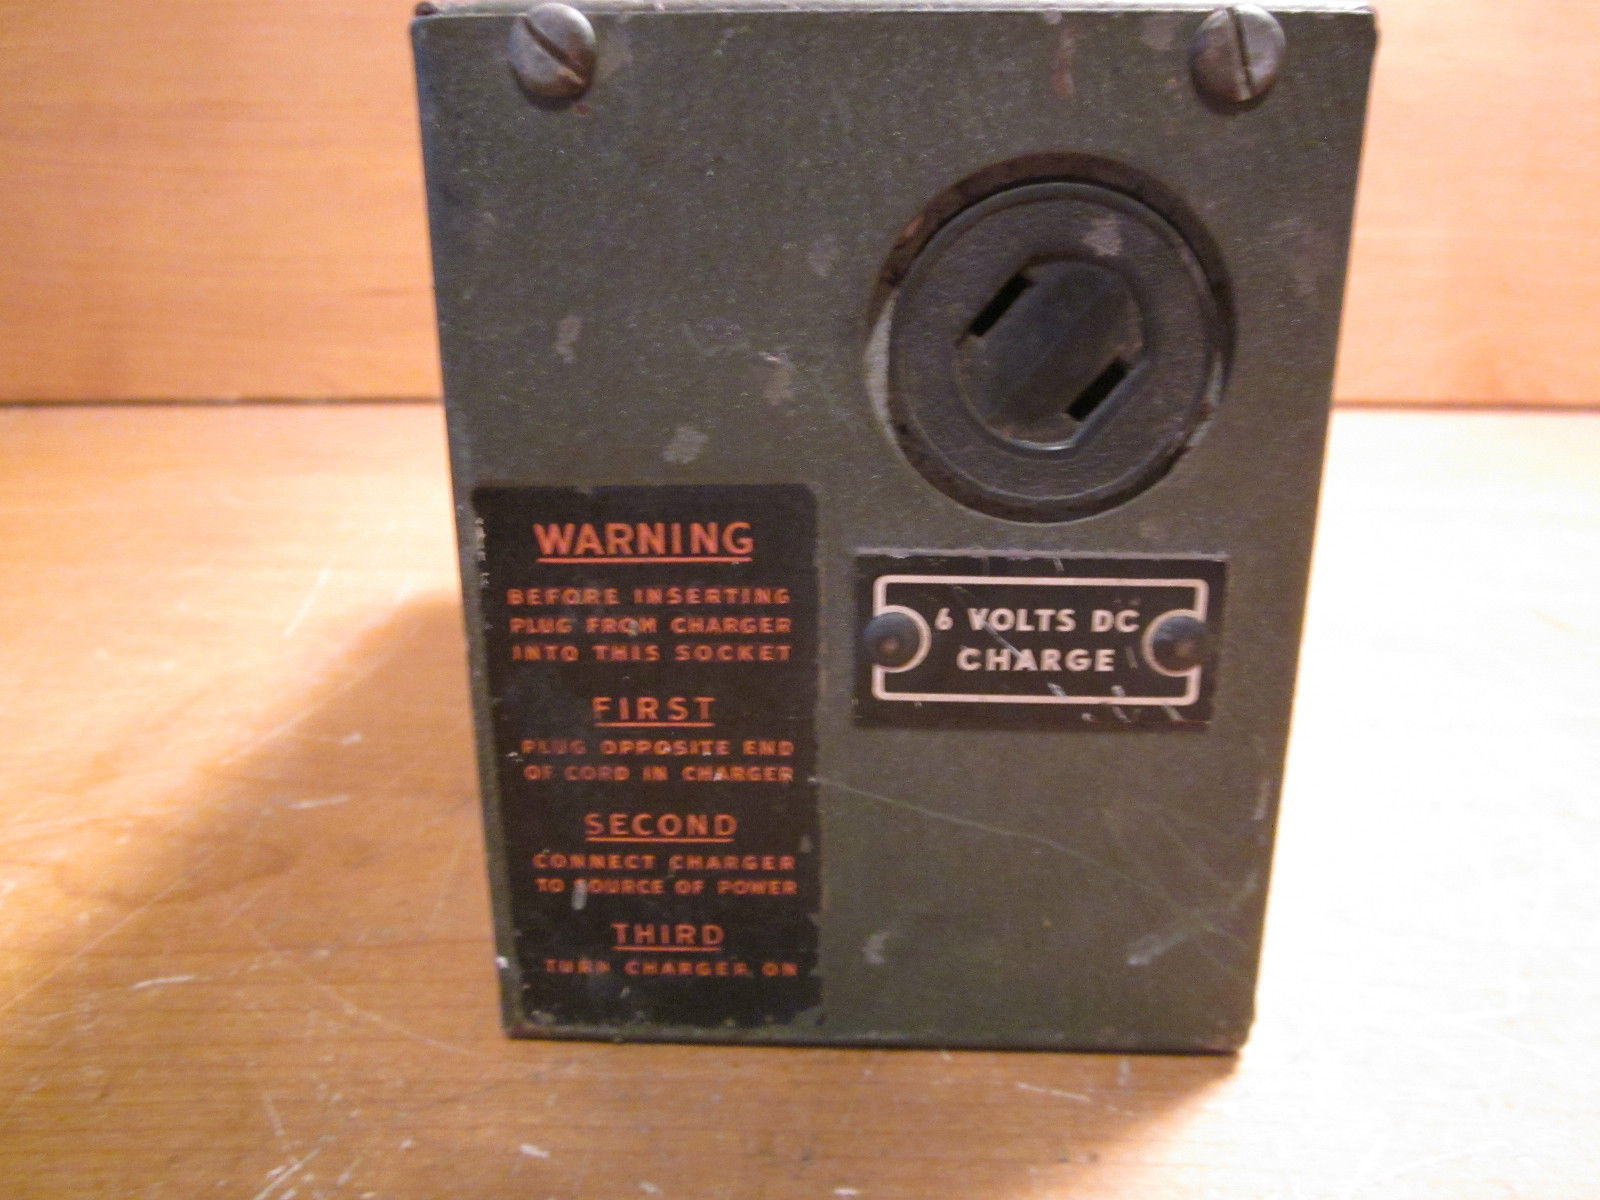 WARNING
BEFORE INSERTING
PLUG FROM CHARGER
INTO THIS SOCKET
FIRST
PLUG OPPOSITE END
OF CORD IN CHARGER
SECOND
CONNECT CHARGER
TO SOURCE OF POWER
THIRD
TURN CHARGER ON
6 VOLTS DC
CHARGE